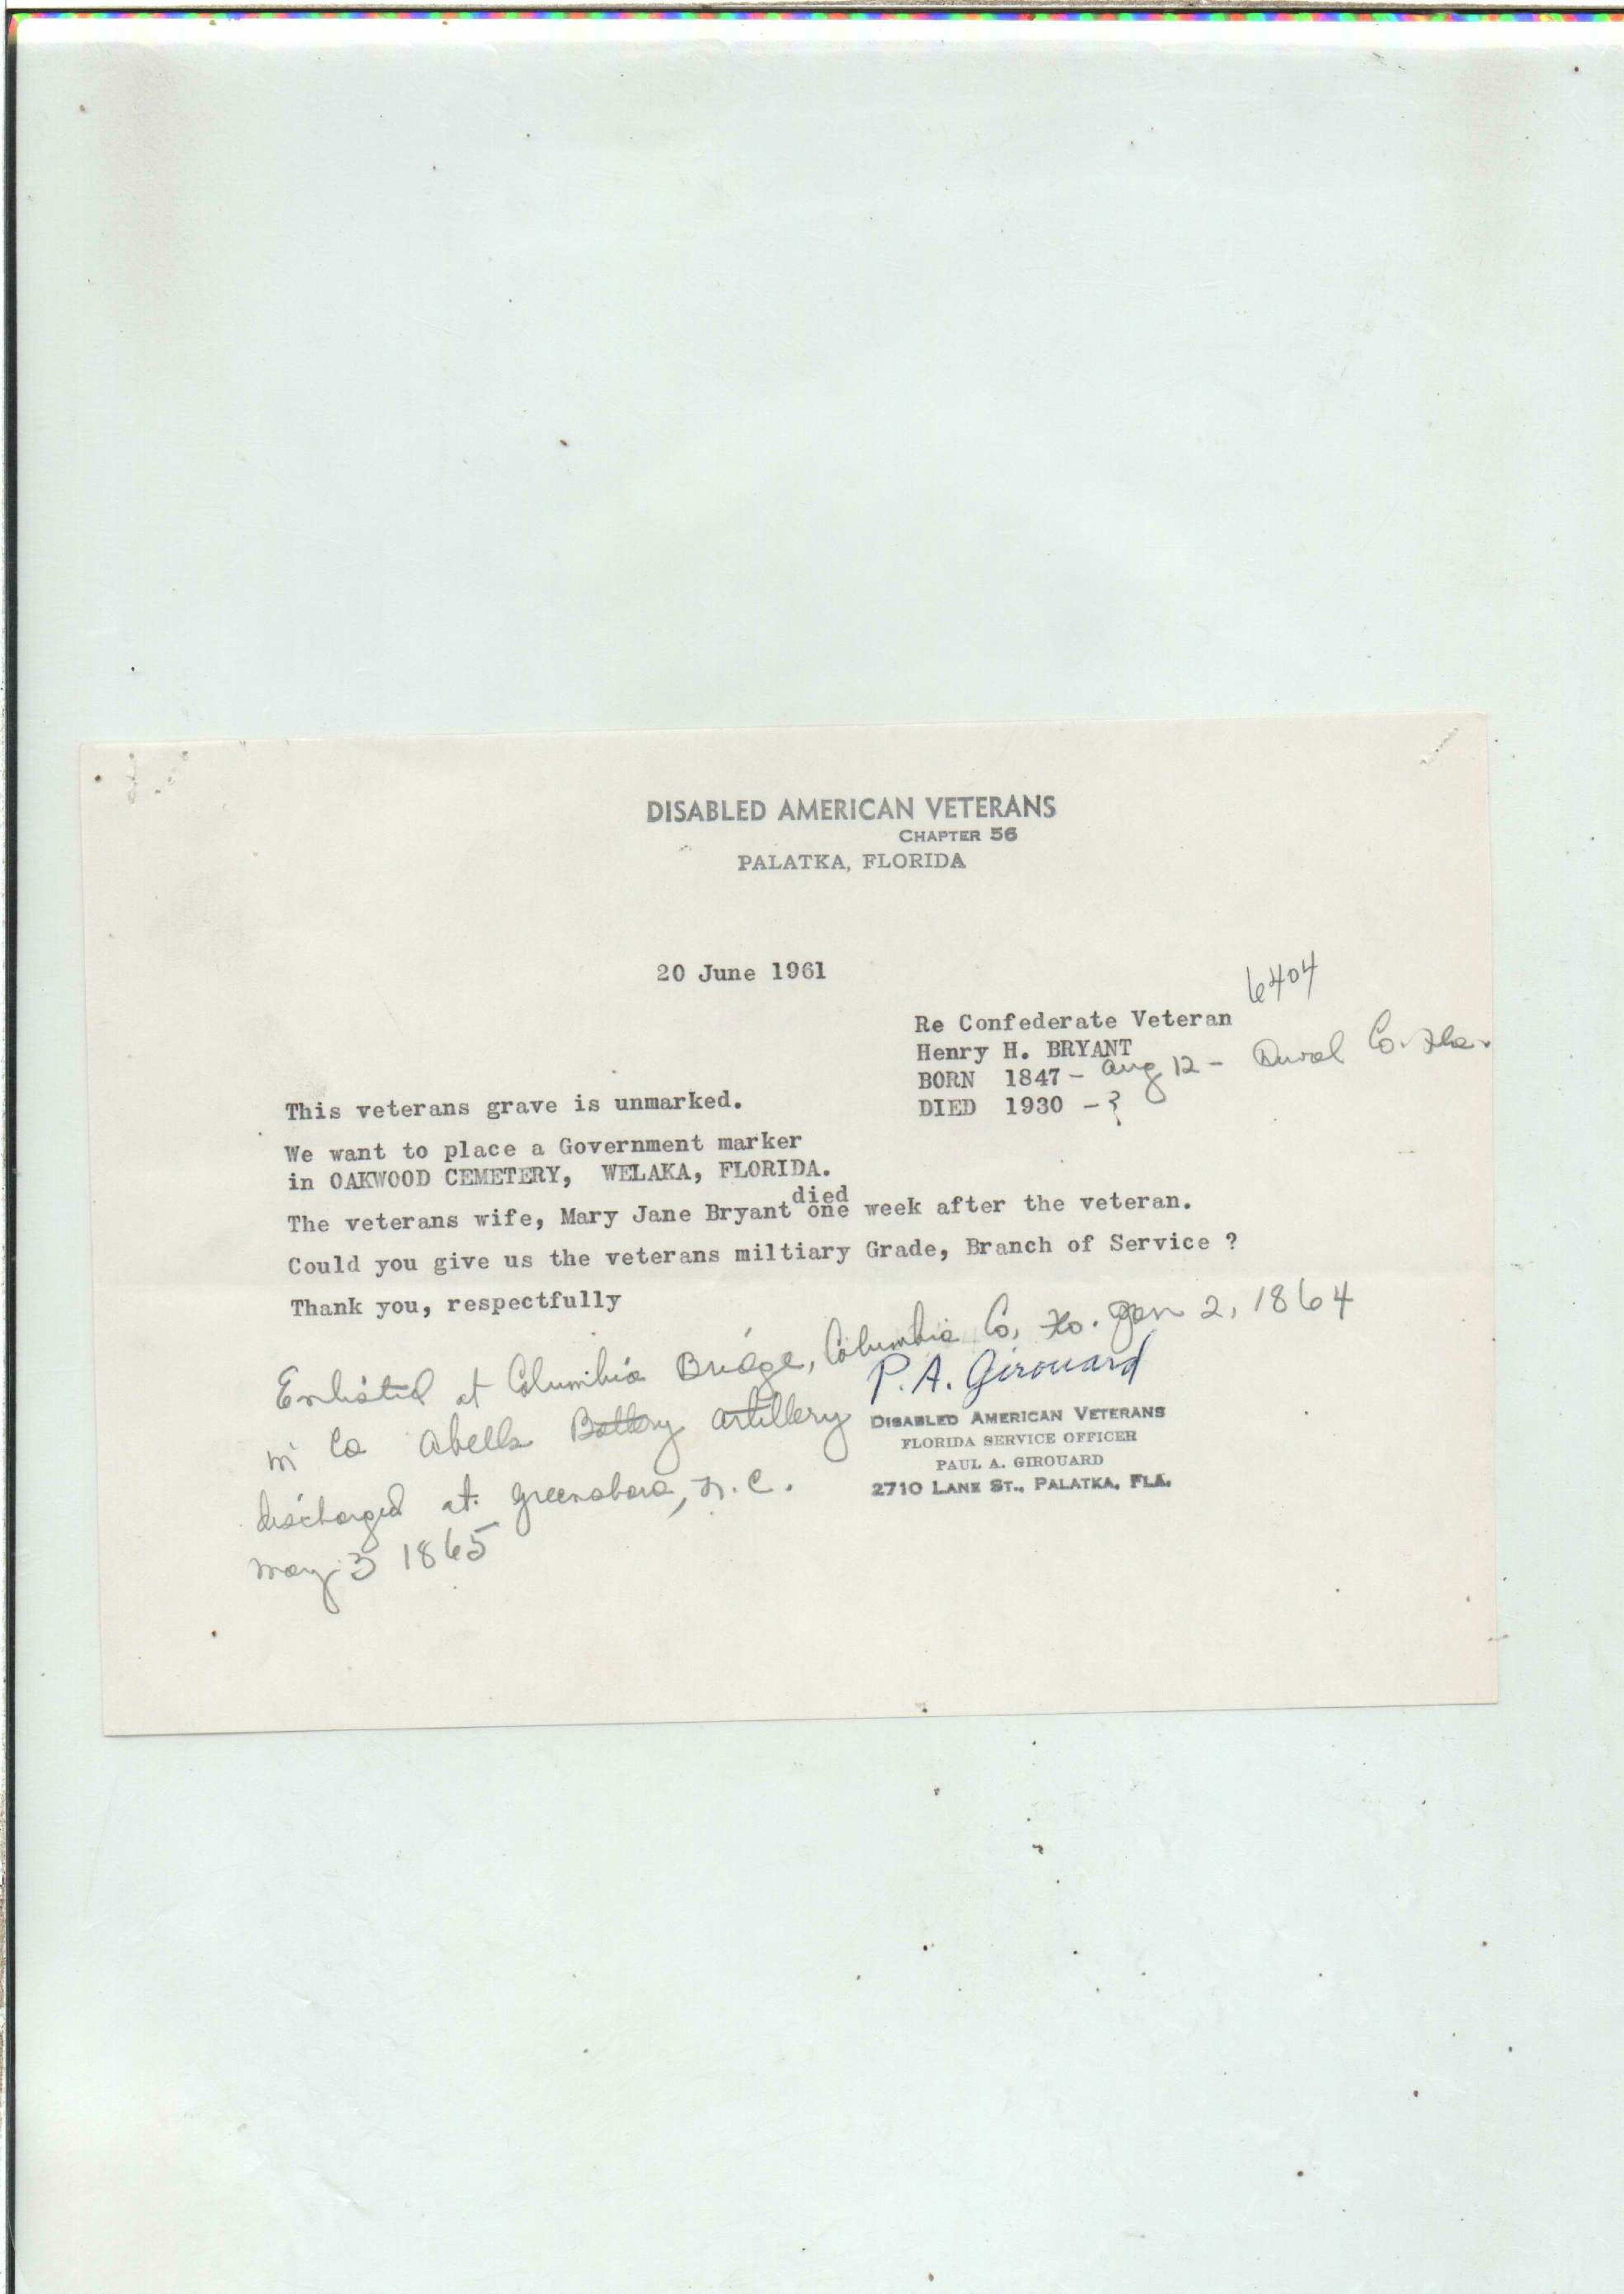 DISABLED AMERICAN VETERANS
CHAPTER 56
PALATKA, FLORIDA
20 June 1961
6404
Re Confederate Veteran
Henry H. BRYANT
BORN 1847 - Aug 12 - Duval Co. Fla.
DIED 1930 - ?
This veterans grave is unmarked.
We want to place a Government marker
in OAKWOOD CEMETERY, WELAKA, FLORIDA.
died
The veterans wife, Mary Jane Bryant one week after the veteran.
Could you give us the veterans miltiary Grade, Branch of Service ?
Thank you, respectfully
Enlisted at Columbia Bridge, Columbia Co, Flo. Jan 2, 1864
P. A. Girouard
in Co Abells Battery Artillery
DISABLED AMERICAN VETERANS
FLORIDA SERVICE OFFICER
PAUL A. GIROUARD
2710 LANE ST., PALATKA, FLA.
discharged at Greensboro, N.C.
May 3 1865